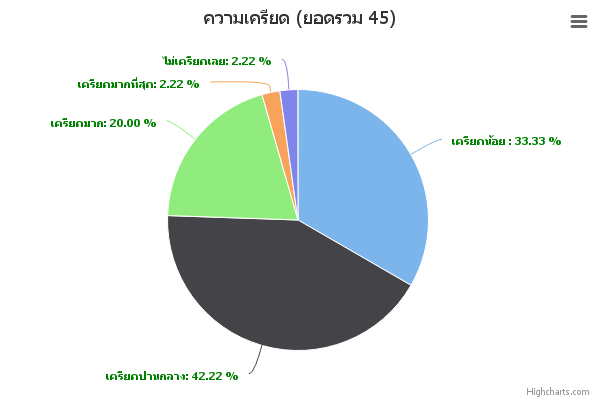 ความเครียด (ยอดรวม 45)
ไม่เครียดเลย: 2.22 %
เครียดมากที่สุด: 2.22 %
เครียดมาก: 20.00 %
เครียดน้อย : 33.33 %
เครียดปานกลาง: 42.22 %
Highcharts.com